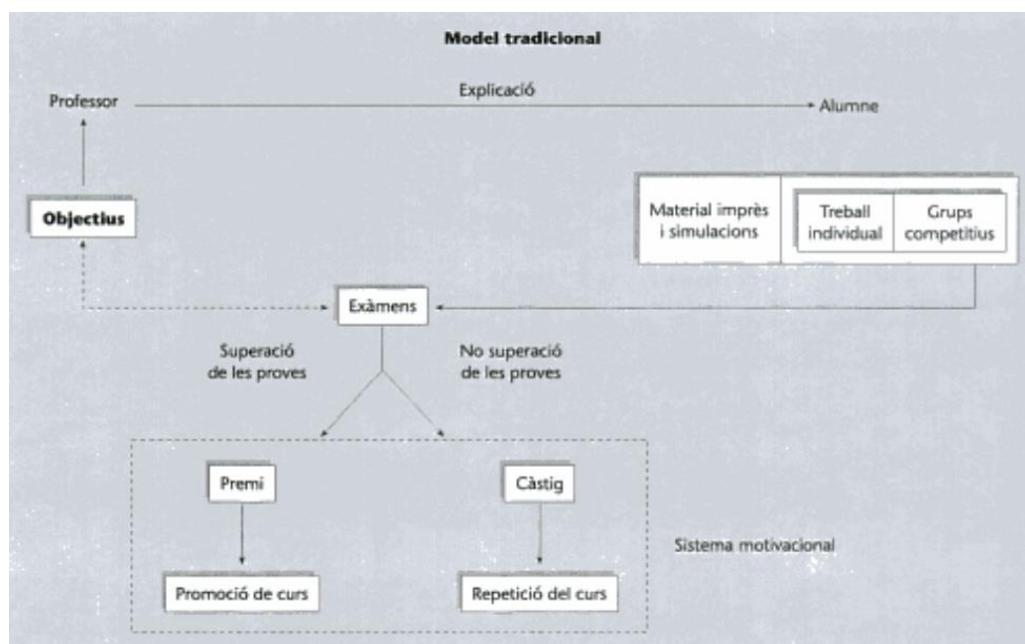 Model tradicional
Explicació
Professor
Alumne
Objectius
Material imprès
i simulacions
Treball
individual
Grups
competitius
Exàmens
Superació
de les proves
No superació
de les proves
Premi
Càstig
Sistema motivacional
Promoció de curs
Repetició del curs